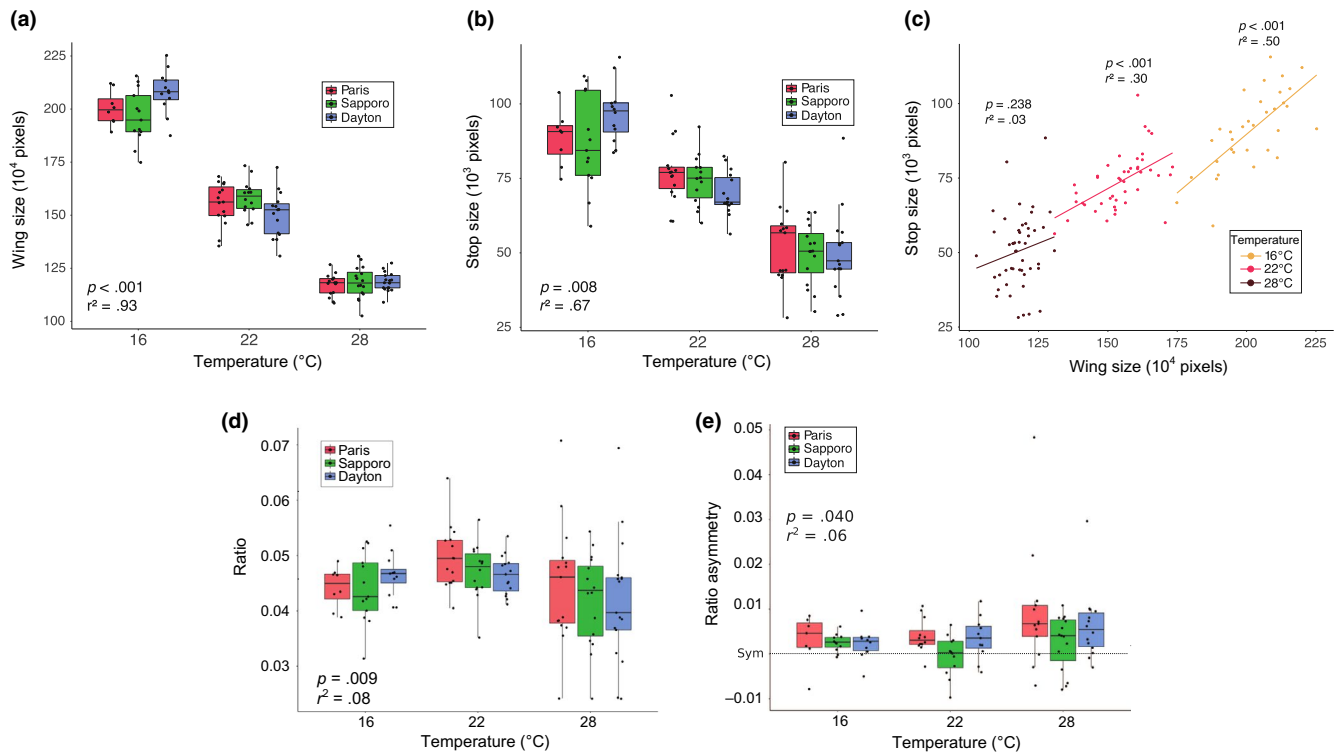 (a)
Wing size (10⁴ pixels)
225
200
175
150
125
100
Paris
Sapporo
Dayton
p < .001
r² = .93
16
22
28
Temperature (°C)
(b)
Stop size (10³ pixels)
100
75
50
25
Paris
Sapporo
Dayton
p = .008
r² = .67
16
22
28
Temperature (°C)
(c)
Stop size (10³ pixels)
100
75
50
25
p = .238
r² = .03
p < .001
r² = .30
p < .001
r² = .50
Temperature
16°C
22°C
28°C
100
125
150
175
200
225
Wing size (10⁴ pixels)
(d)
Ratio
0.07
0.06
0.05
0.04
0.03
Paris
Sapporo
Dayton
p = .009
r² = .08
16
22
28
Temperature (°C)
(e)
Ratio asymmetry
0.05
0.04
0.03
0.02
0.01
Sym
−0.01
Paris
Sapporo
Dayton
p = .040
r² = .06
16
22
28
Temperature (°C)